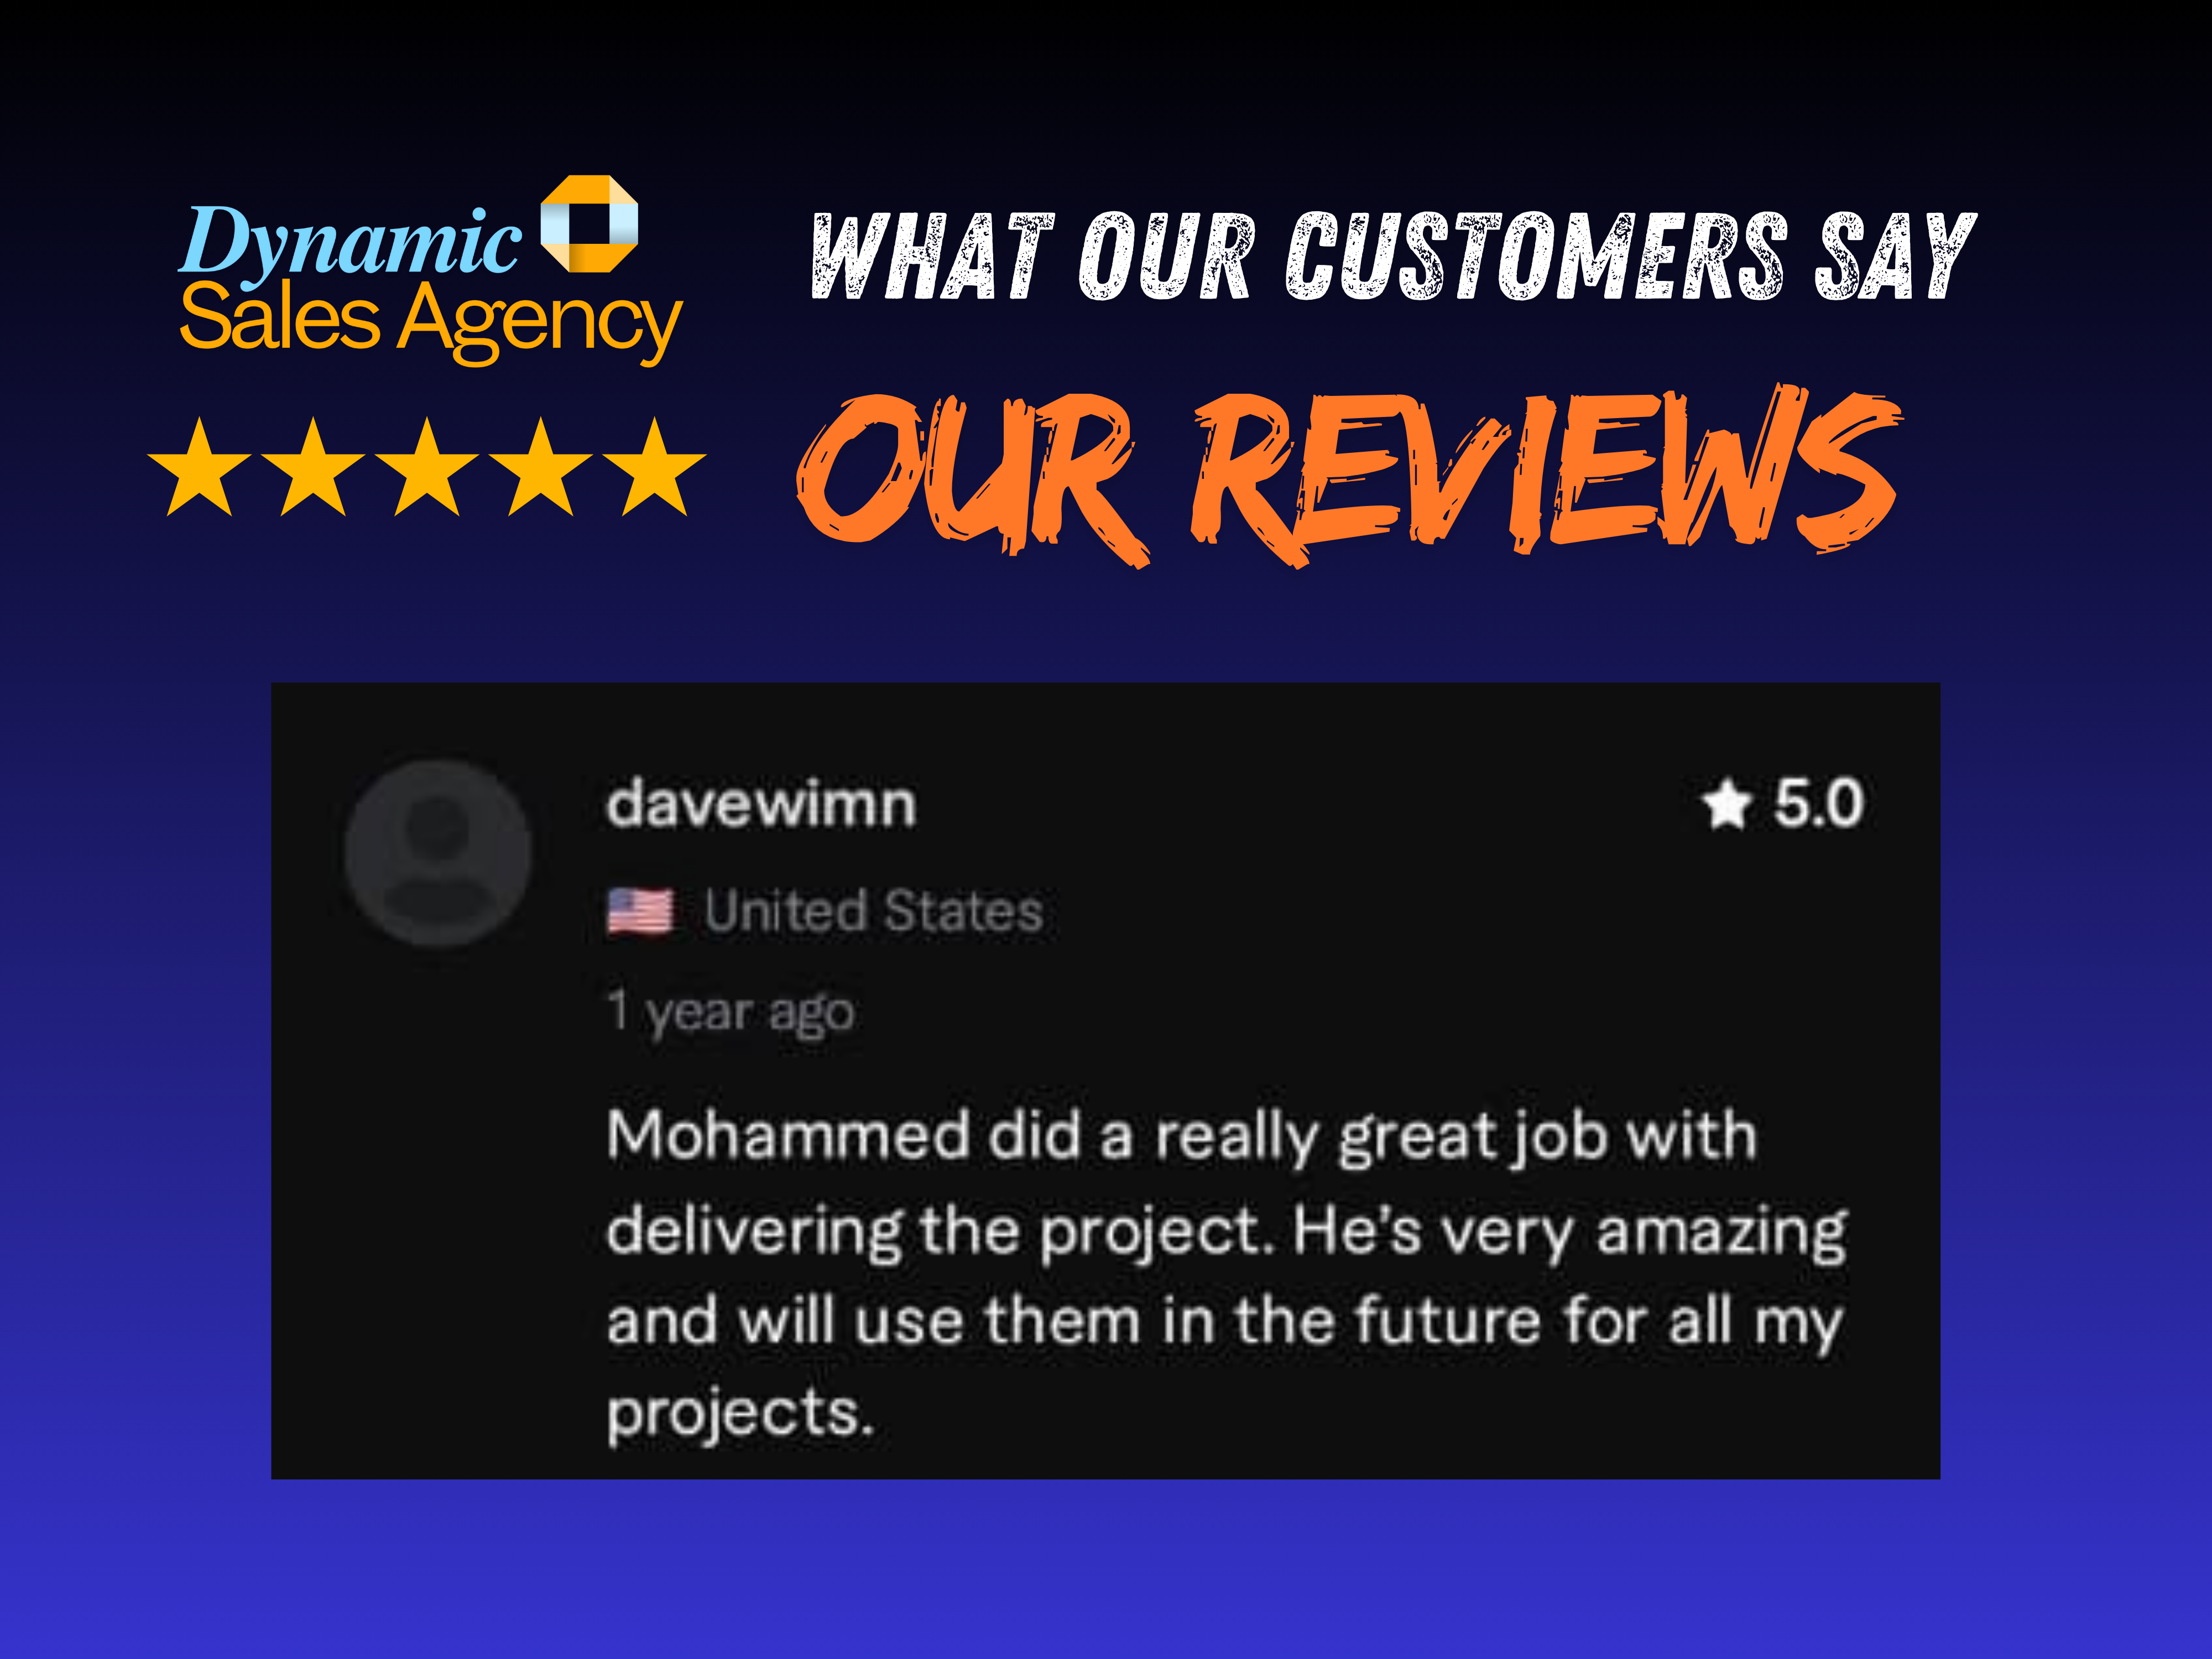 Dynamic
Sales Agency
WHAT OUR CUSTOMERS SAY
OUR REVIEWS
davewimn
5.0
United States
1 year ago
Mohammed did a really great job with
delivering the project. He's very amazing
and will use them in the future for all my
projects.